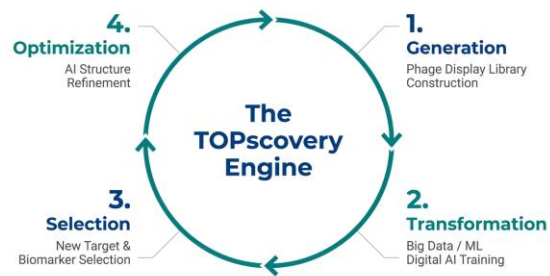 The
TOPscovery
Engine
1.
Generation
Phage Display Library
Construction
2.
Transformation
Big Data / ML
Digital AI Training
3.
Selection
New Target &
Biomarker Selection
4.
Optimization
AI Structure
Refinement